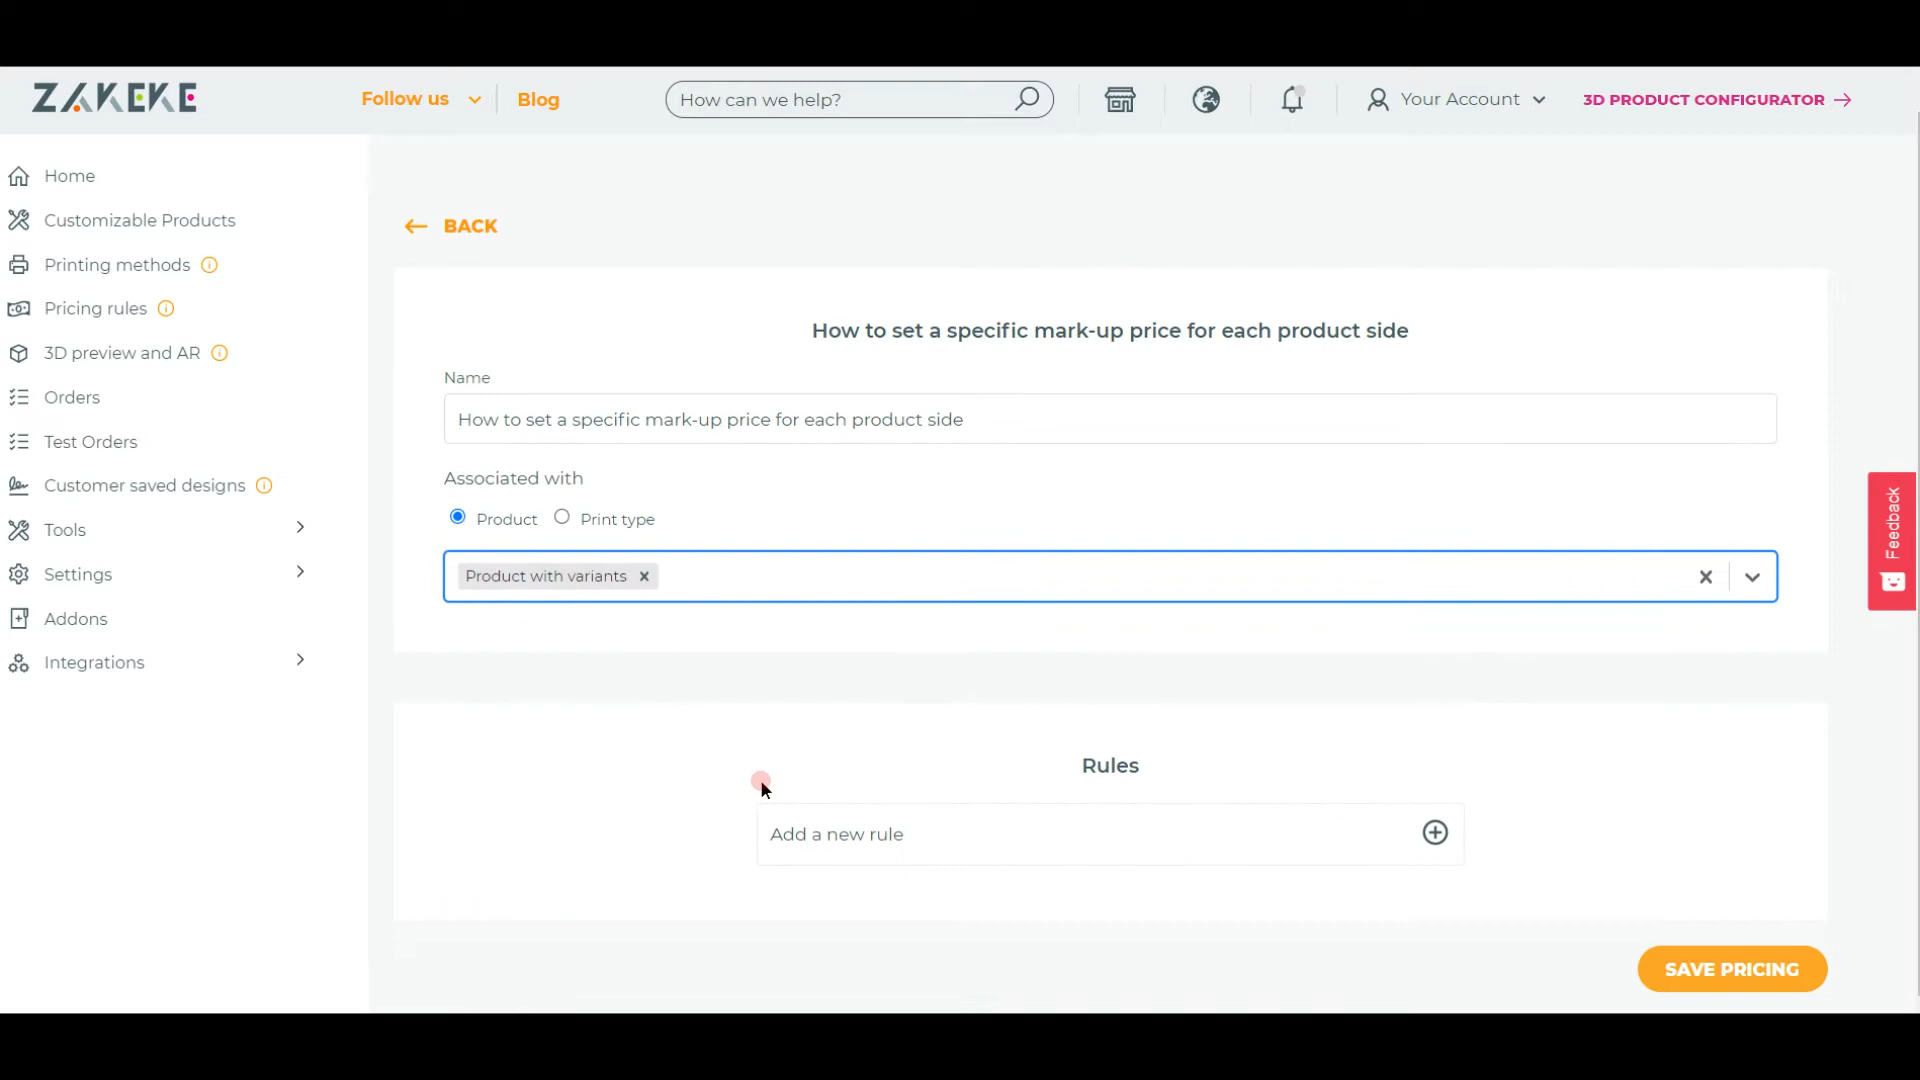 ZAKEKE
Follow us
Blog
How can we help?
Your Account
3D PRODUCT CONFIGURATOR
Home
Customizable Products
Printing methods
Pricing rules
3D preview and AR
Orders
Test Orders
Customer saved designs
Tools
Settings
Addons
Integrations
BACK
How to set a specific mark-up price for each product side
Name
How to set a specific mark-up price for each product side
Associated with
Product Print type
Product with variants
Rules
Add a new rule
SAVE PRICING
Feedback